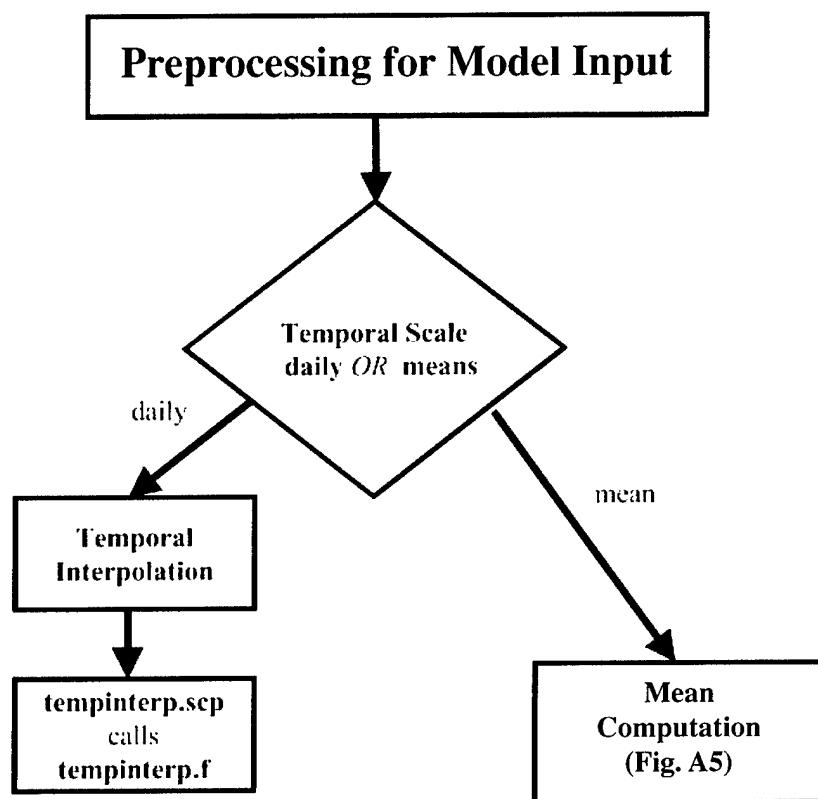 Preprocessing for Model Input
Temporal Scale
daily OR means
daily
mean
Temporal
Interpolation
tempinterp.scp
calls
tempinterp.f
Mean
Computation
(Fig. A5)